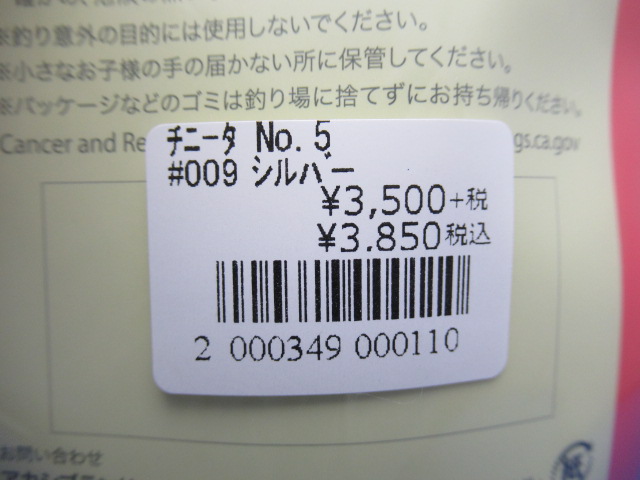 ※釣り意外の目的には使用しないでください。
※小さなお子様の手の届かない所に保管してください。
※パッケージなどのゴミは釣り場に捨てずにお持ち帰りください。
Cancer and Re
gs.ca.gov
チニータ No.5
#009 シルバー
¥3,500+税
¥3.850税込
2 000349 000110
お問い合わせ
紙